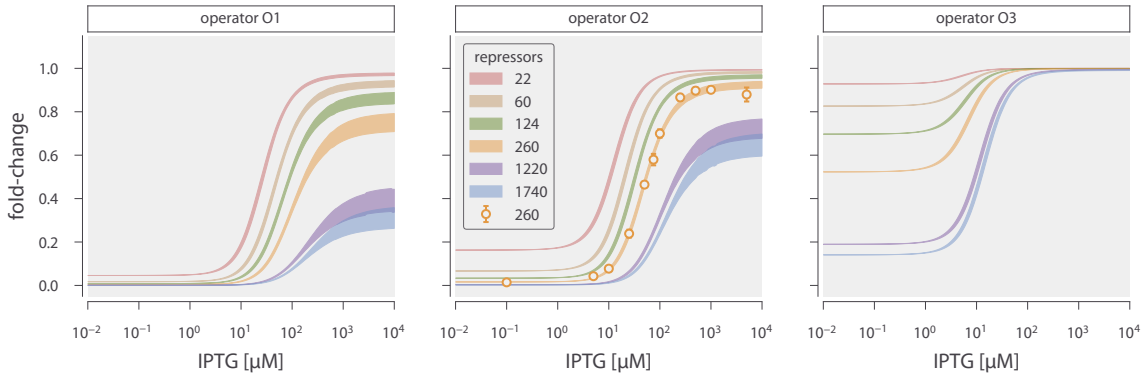 operator O1
operator O2
operator O3
fold-change
1.0
0.8
0.6
0.4
0.2
0.0
repressors
22
60
124
260
1220
1740
260
10⁻² 10⁻¹ 10⁰ 10¹ 10² 10³ 10⁴
10⁻² 10⁻¹ 10⁰ 10¹ 10² 10³ 10⁴
10⁻² 10⁻¹ 10⁰ 10¹ 10² 10³ 10⁴
IPTG [µM]
IPTG [µM]
IPTG [µM]